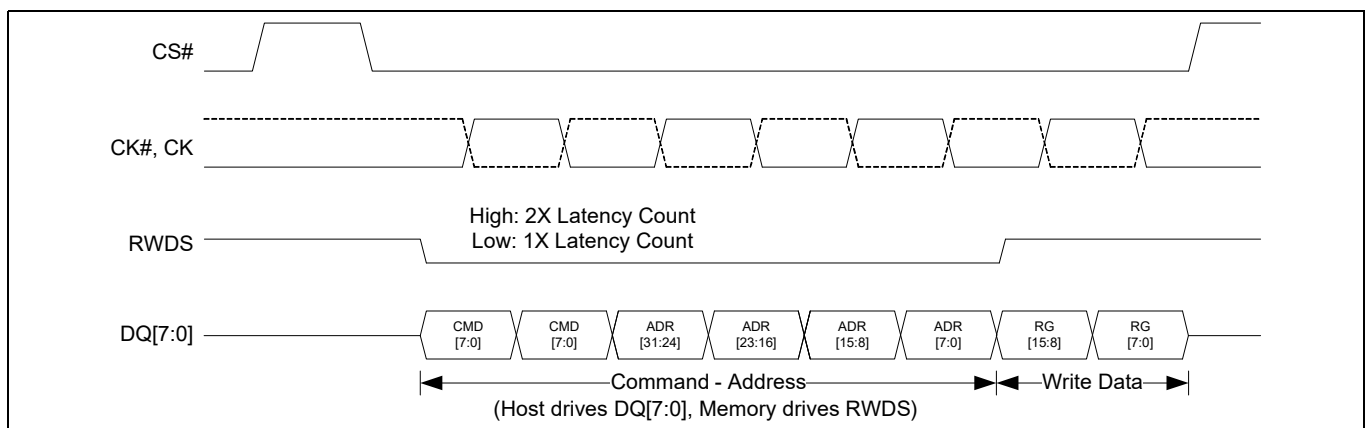 CS#
CK#, CK
High: 2X Latency Count
Low: 1X Latency Count
RWDS
DQ[7:0]
CMD
[7:0]
CMD
[7:0]
ADR
[31:24]
ADR
[23:16]
ADR
[15:8]
ADR
[7:0]
RG
[15:8]
RG
[7:0]
Command - Address
Write Data
(Host drives DQ[7:0], Memory drives RWDS)